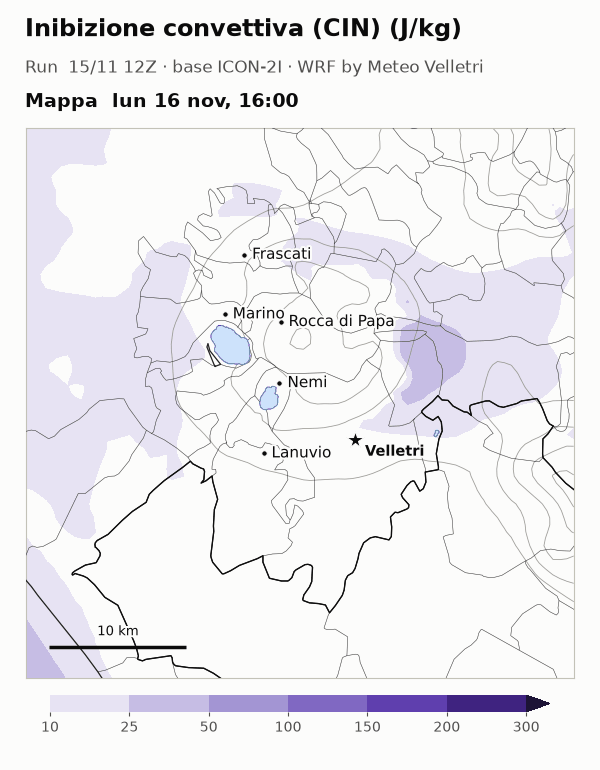 Inibizione convettiva (CIN) (J/kg)
Run  15/11 12Z · base ICON-2I · WRF by Meteo Velletri
Mappa  lun 16 nov, 16:00
Frascati
Marino
Rocca di Papa
Nemi
Velletri
Lanuvio
10 km
10 25 50 100 150 200 300